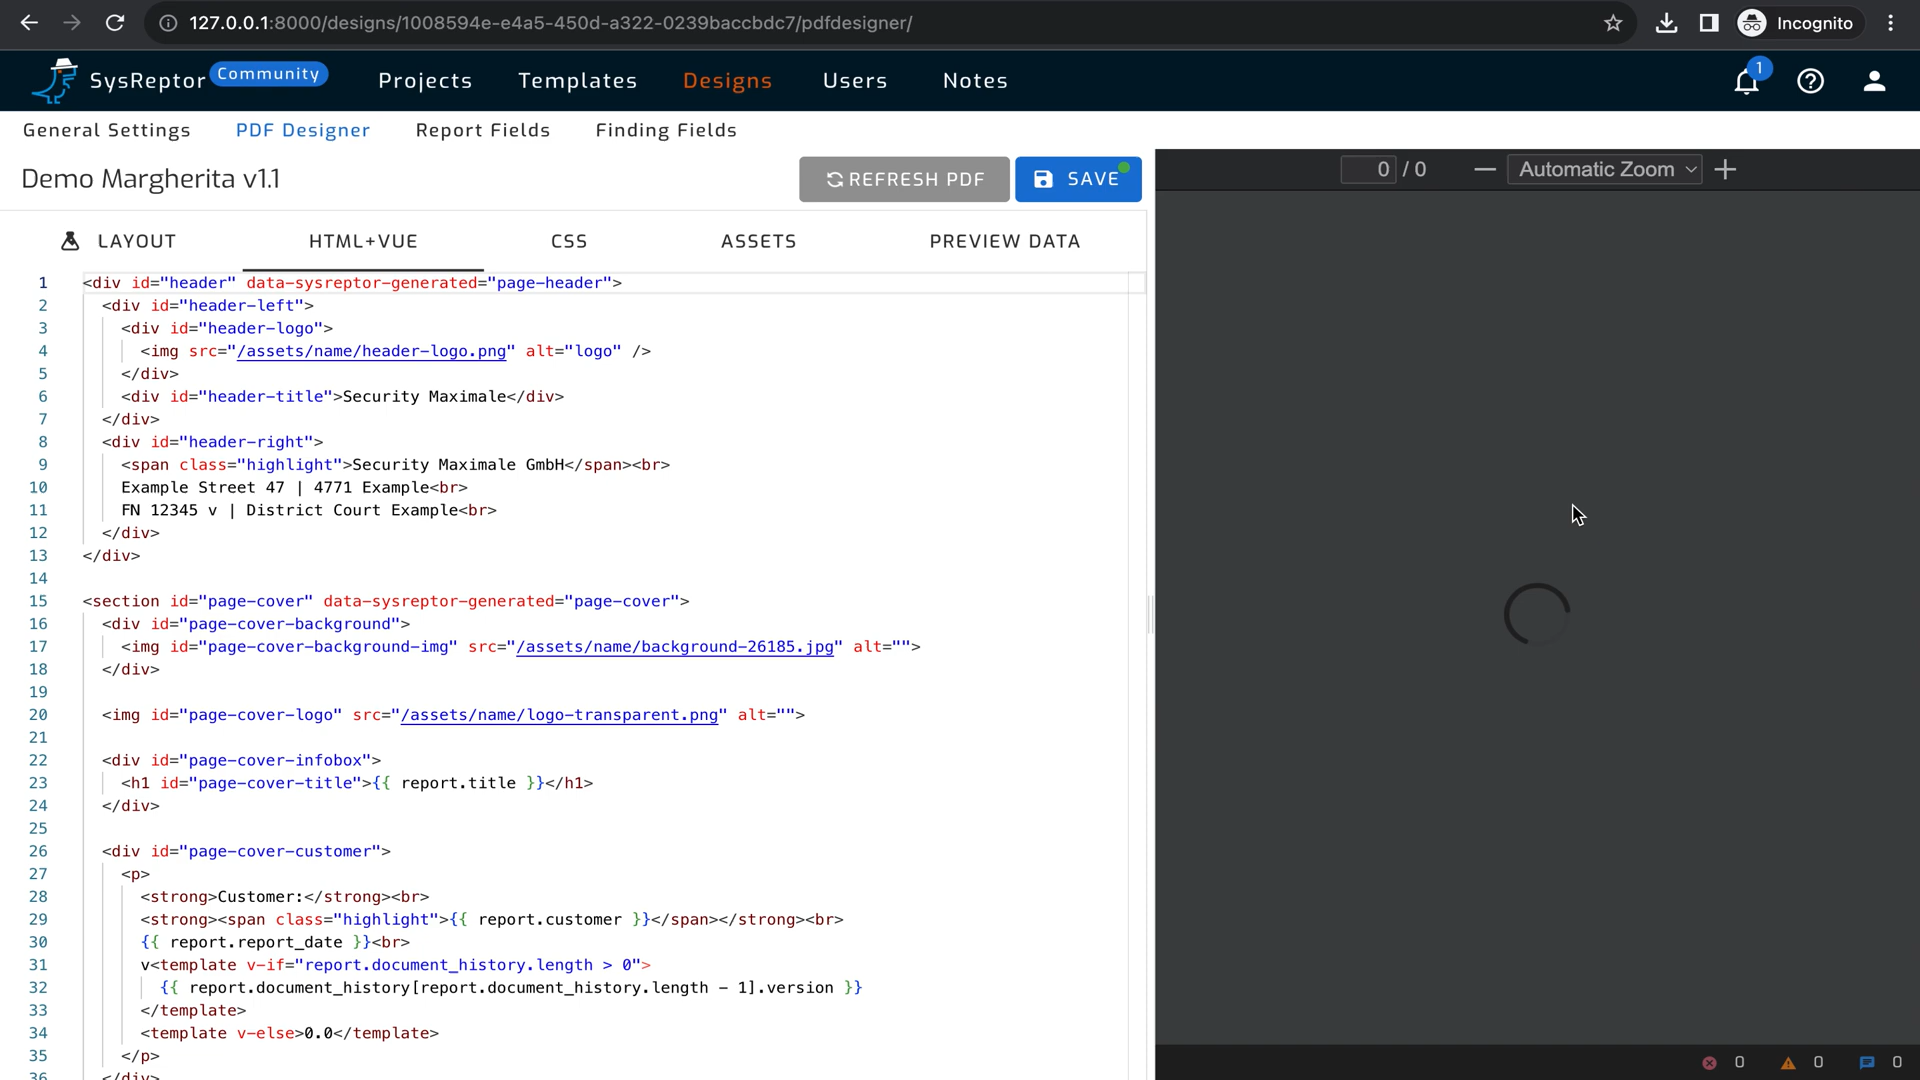 127.0.0.1:8000/designs/1008594e-e4a5-450d-a322-0239baccbdc7/pdfdesigner/
Incognito
SysReptor Community Projects Templates Designs Users Notes 1
General Settings PDF Designer Report Fields Finding Fields
Demo Margherita v1.1 REFRESH PDF SAVE 0 / 0 Automatic Zoom
LAYOUT HTML+VUE CSS ASSETS PREVIEW DATA
1 <div id="header" data-sysreptor-generated="page-header">
2 <div id="header-left">
3 <div id="header-logo">
4 <img src="/assets/name/header-logo.png" alt="logo" />
5 </div>
6 <div id="header-title">Security Maximale</div>
7 </div>
8 <div id="header-right">
9 <span class="highlight">Security Maximale GmbH</span><br>
10 Example Street 47 | 4771 Example<br>
11 FN 12345 v | District Court Example<br>
12 </div>
13 </div>
14
15 <section id="page-cover" data-sysreptor-generated="page-cover">
16 <div id="page-cover-background">
17 <img id="page-cover-background-img" src="/assets/name/background-26185.jpg" alt="">
18 </div>
19
20 <img id="page-cover-logo" src="/assets/name/logo-transparent.png" alt="">
21
22 <div id="page-cover-infobox">
23 <h1 id="page-cover-title">{{ report.title }}</h1>
24 </div>
25
26 <div id="page-cover-customer">
27 <p>
28 <strong>Customer:</strong><br>
29 <strong><span class="highlight">{{ report.customer }}</span></strong><br>
30 {{ report.report_date }}<br>
31 v<template v-if="report.document_history.length > 0">
32 {{ report.document_history[report.document_history.length - 1].version }}
33 </template>
34 <template v-else>0.0</template>
35 </p>
36 </div>
0 0 0